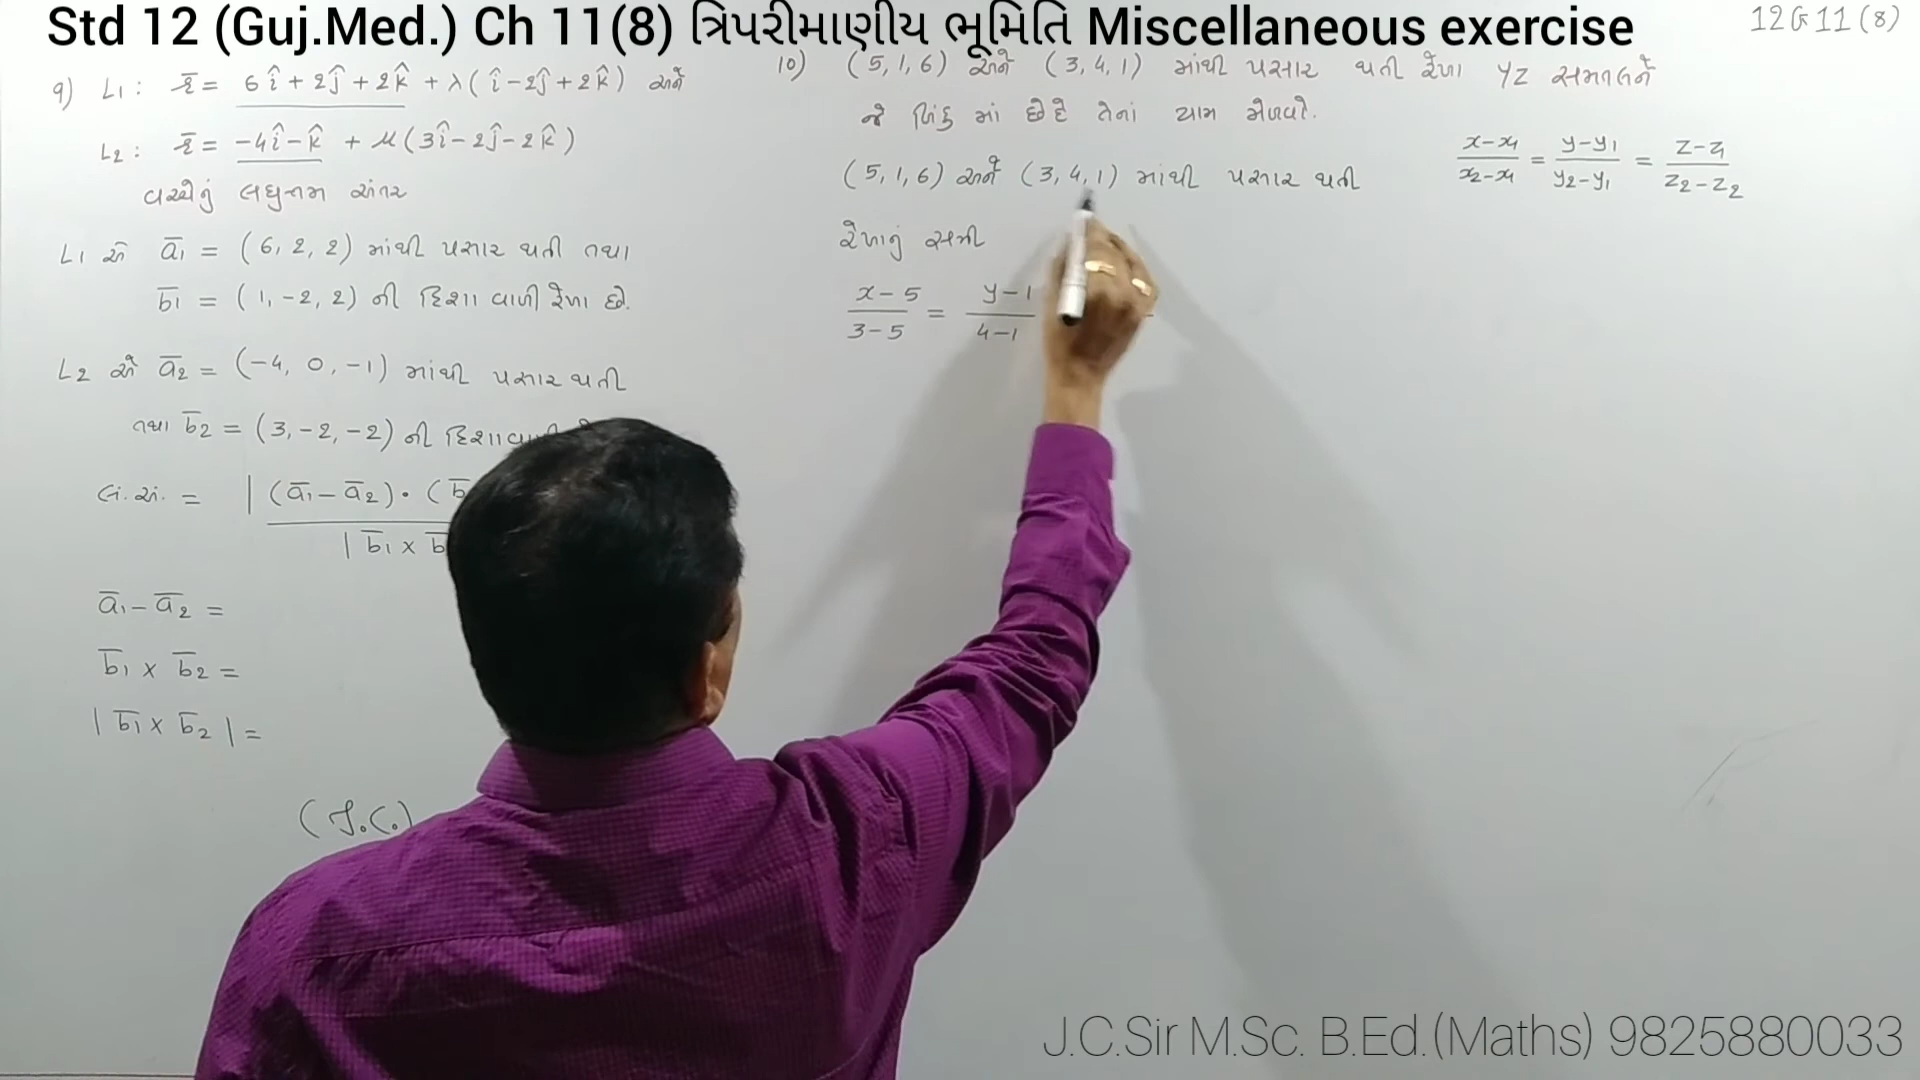 Std 12 (Guj.Med.) Ch 11(8) ત્રિપરીમાણીય ભૂમિતિ Miscellaneous exercise
12 G 11 (8)
9) L1 : r̄ = 6î + 2ĵ + 2k̂ + λ(î - 2ĵ + 2k̂) અને
L2 : r̄ = -4î - k̂ + μ(3î - 2ĵ - 2k̂)
વચ્ચેનું લઘુત્તમ અંતર
L1 એ ā1 = (6, 2, 2) માંથી પસાર થતી તથા
b̄1 = (1, -2, 2) ની દિશા વાળી રેખા છે.
L2 એ ā2 = (-4, 0, -1) માંથી પસાર થતી
તથા b̄2 = (3, -2, -2) ની
લ. અં. = | (ā1 - ā2) · (b̄
| b̄1 × b̄
ā1 - ā2 =
b̄1 × b̄2 =
| b̄1 × b̄2 | =
(J.C.)
10) (5, 1, 6) અને (3, 4, 1) માંથી પસાર થતી રેખા YZ સમતલને
જે બિંદુ માં છેદે તેનાં યામ મેળવો.
(5, 1, 6) અને (3, 4, 1) માંથી પસાર થતી
રેખાનું સમી
x - 5 / 3 - 5 = y - 1 / 4 - 1
x - x1 / x2 - x1 = y - y1 / y2 - y1 = z - z1 / z2 - z2
J.C.Sir M.Sc. B.Ed.(Maths) 9825880033